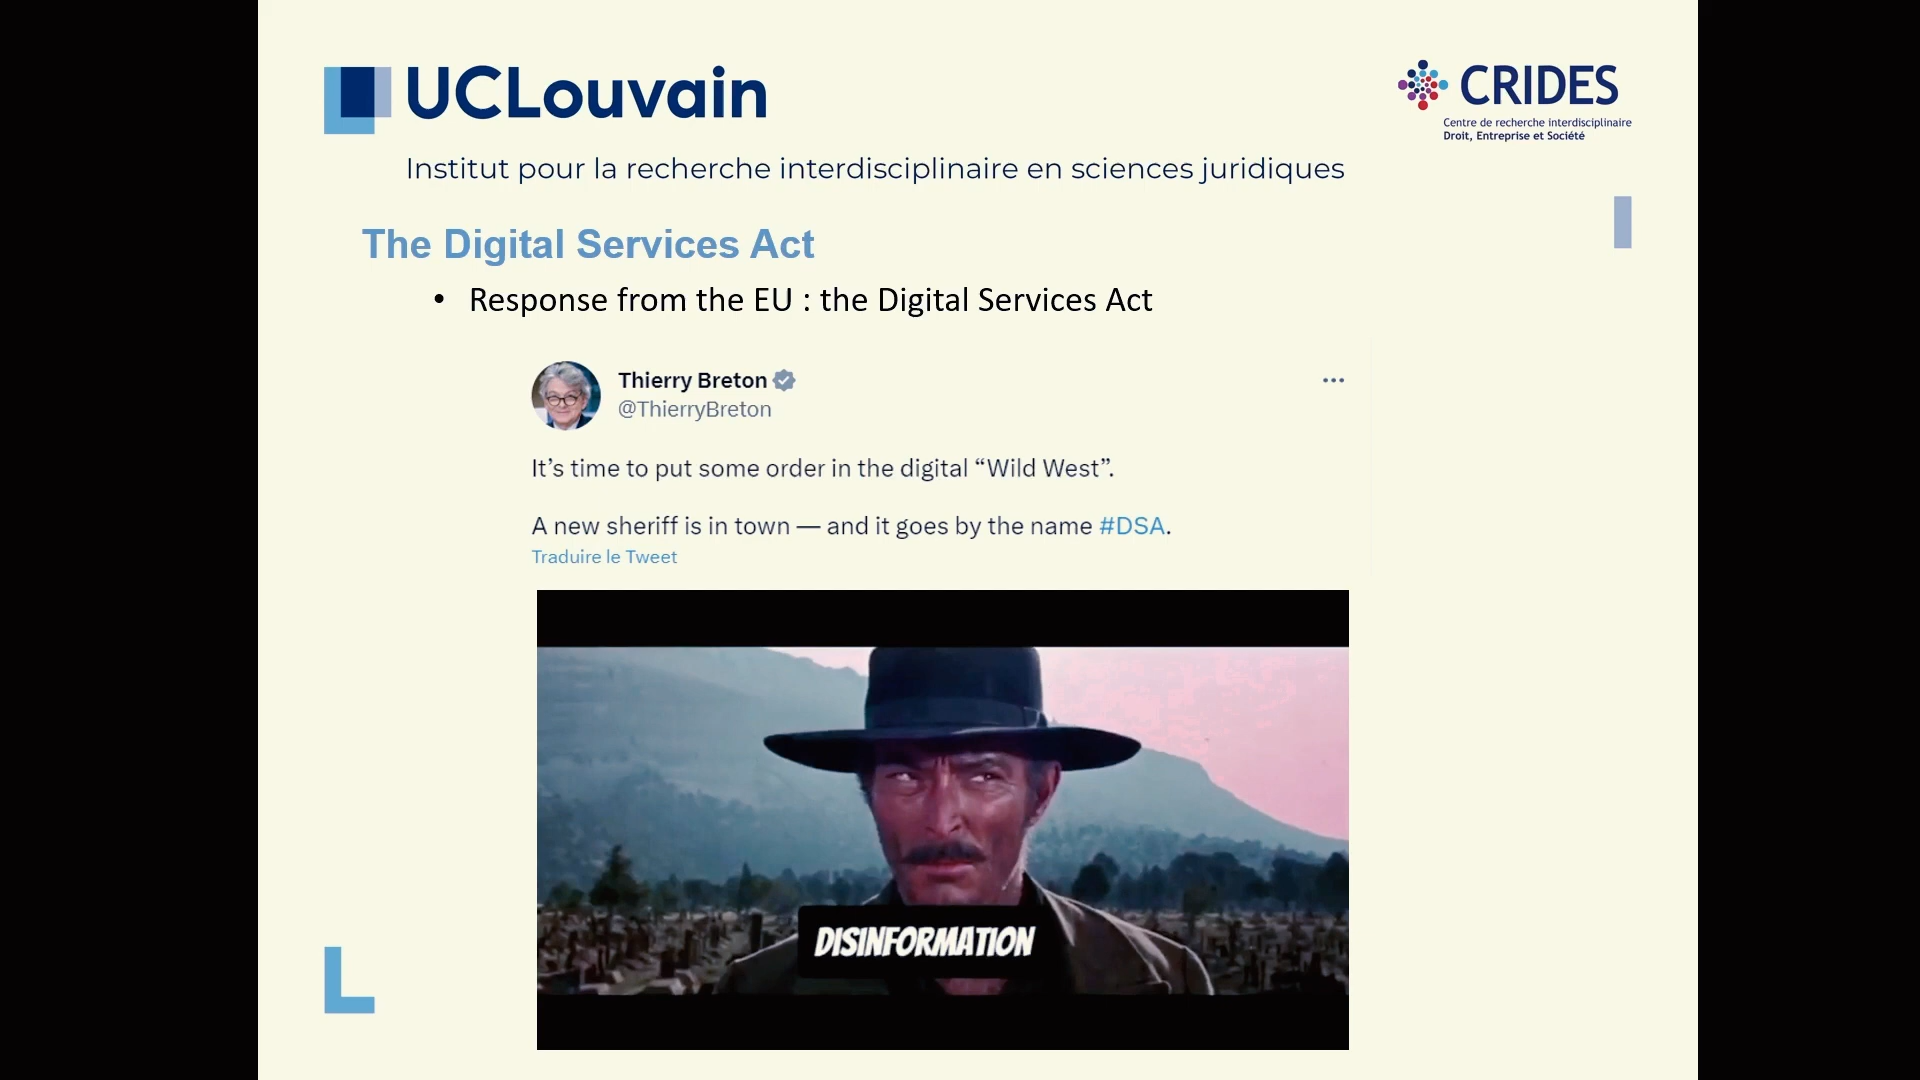 UCLouvain
CRIDES
Centre de recherche interdisciplinaire
Droit, Entreprise et Société
Institut pour la recherche interdisciplinaire en sciences juridiques
The Digital Services Act
• Response from the EU : the Digital Services Act
Thierry Breton
@ThierryBreton
It’s time to put some order in the digital “Wild West”.
A new sheriff is in town — and it goes by the name #DSA.
Traduire le Tweet
DISINFORMATION